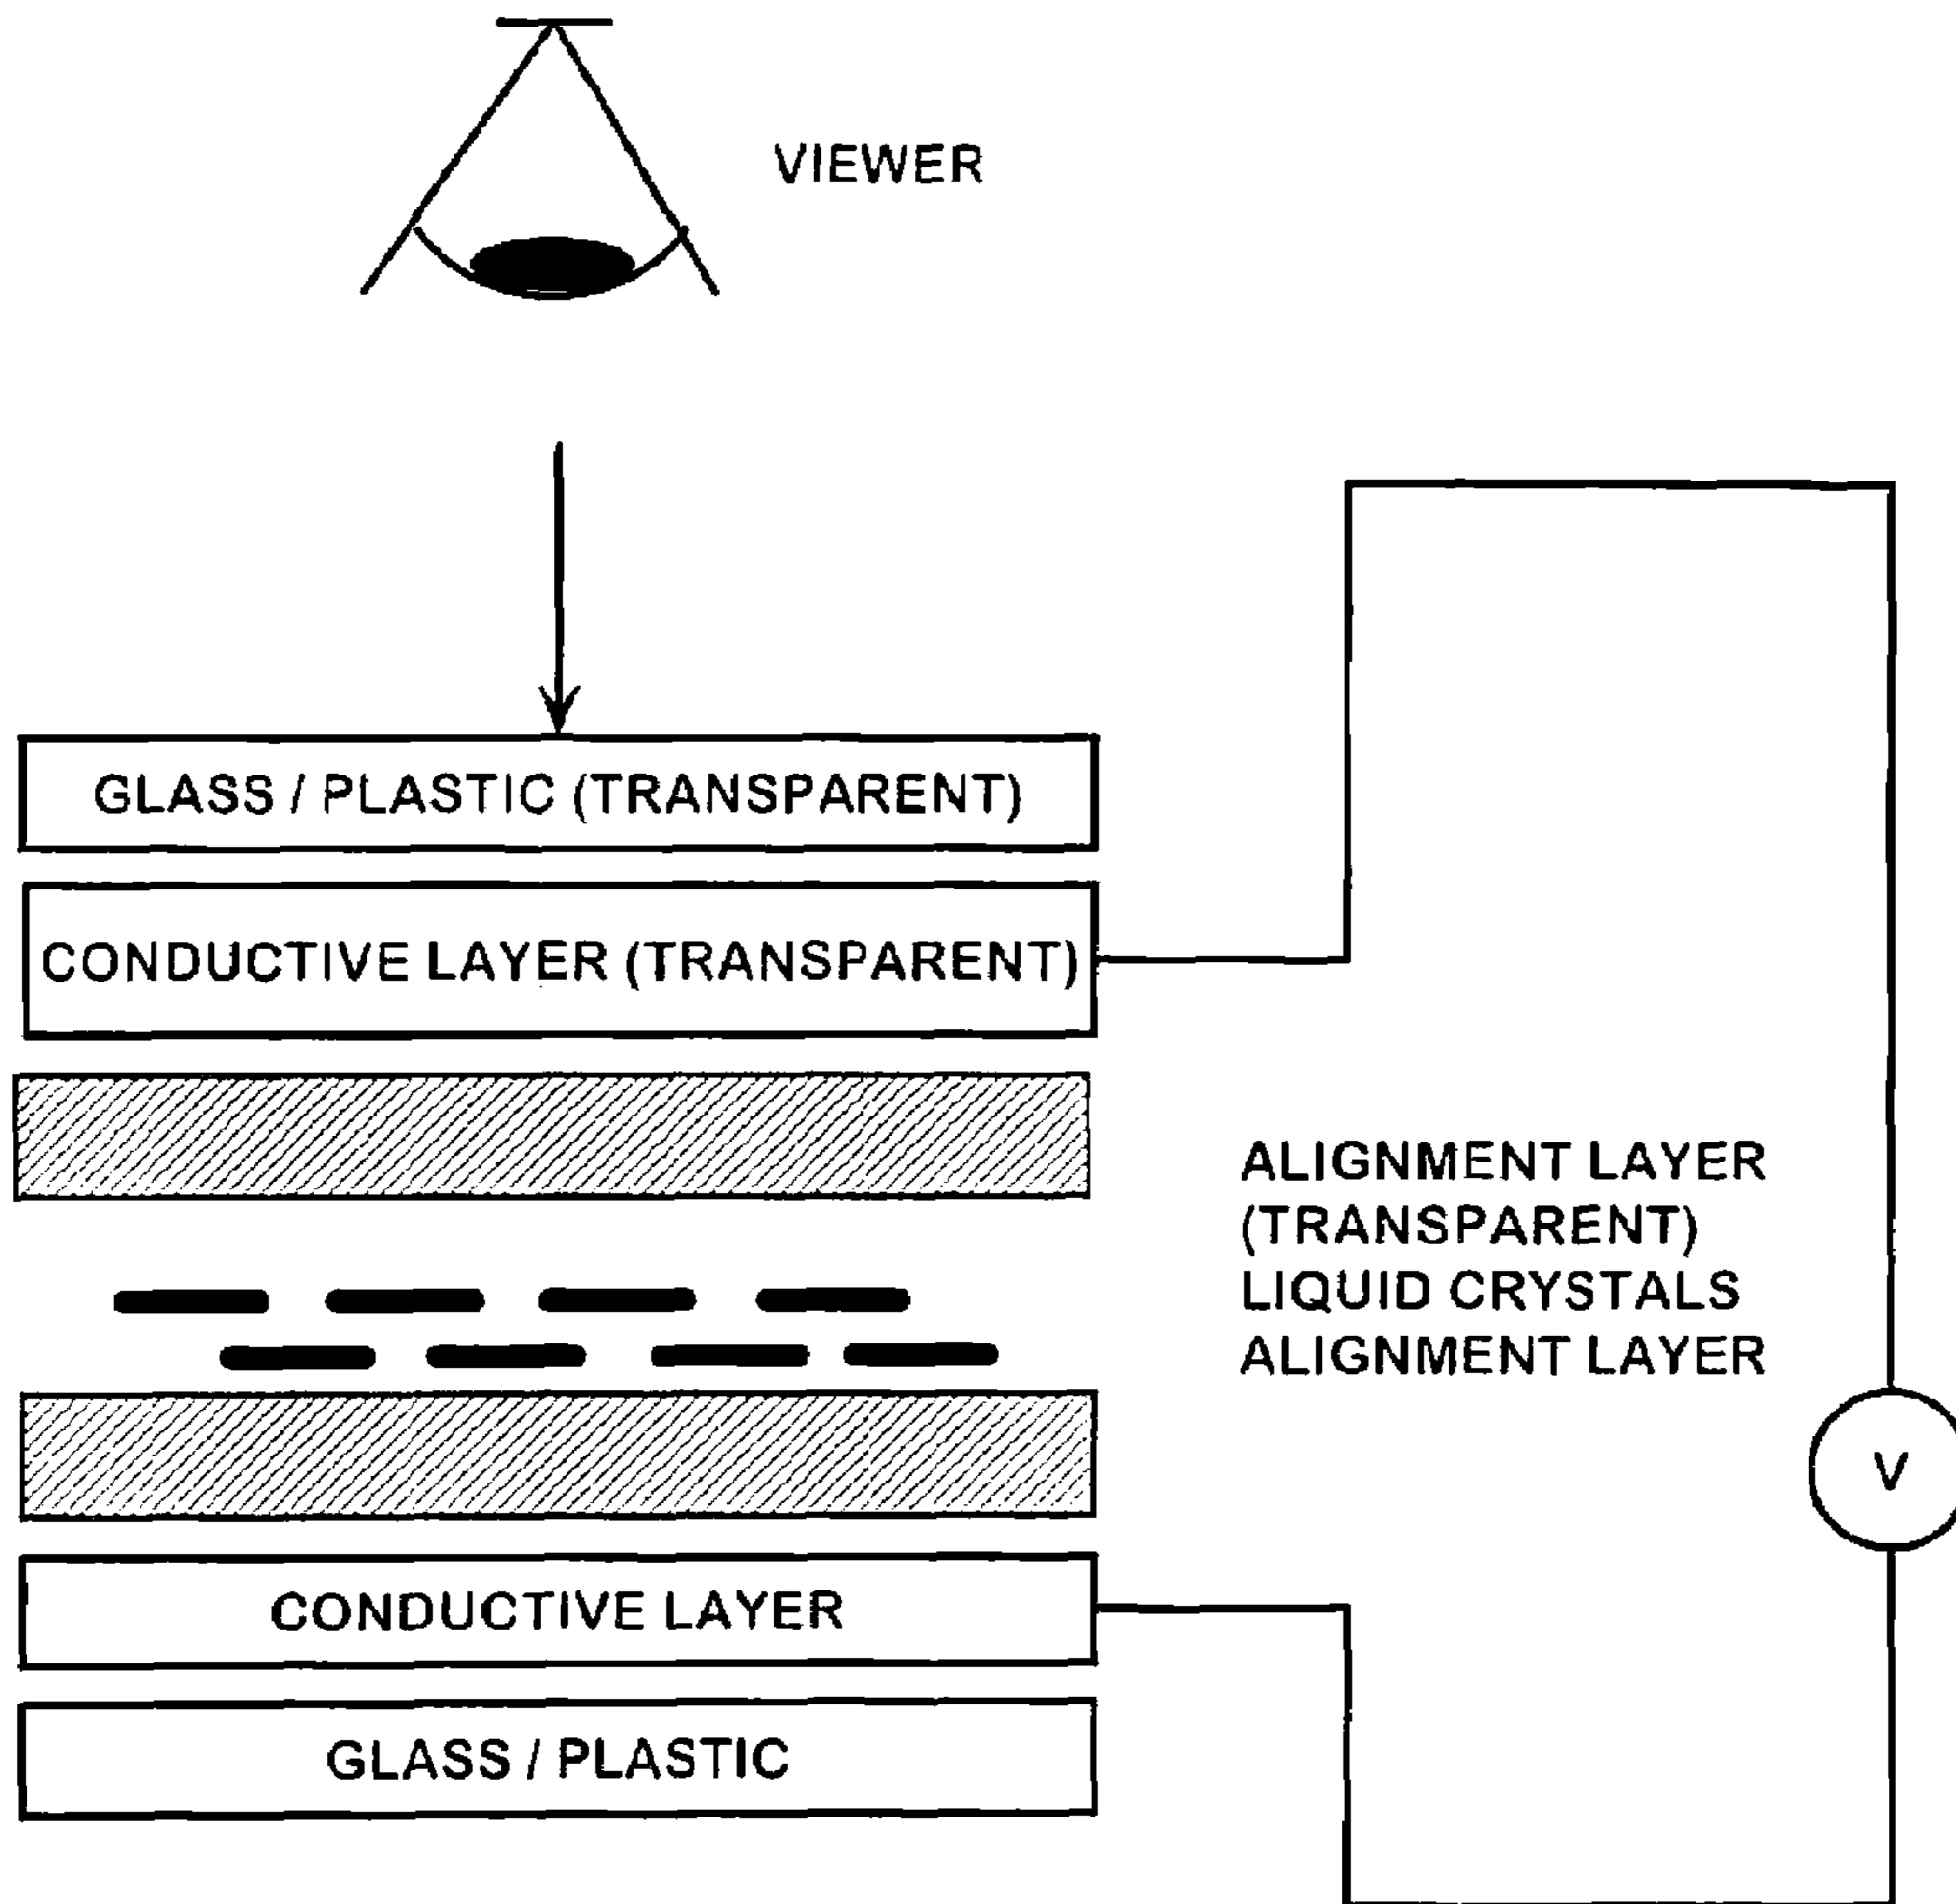 VIEWER
GLASS / PLASTIC (TRANSPARENT)
CONDUCTIVE LAYER (TRANSPARENT)
ALIGNMENT LAYER
(TRANSPARENT)
LIQUID CRYSTALS
ALIGNMENT LAYER
V
CONDUCTIVE LAYER
GLASS / PLASTIC